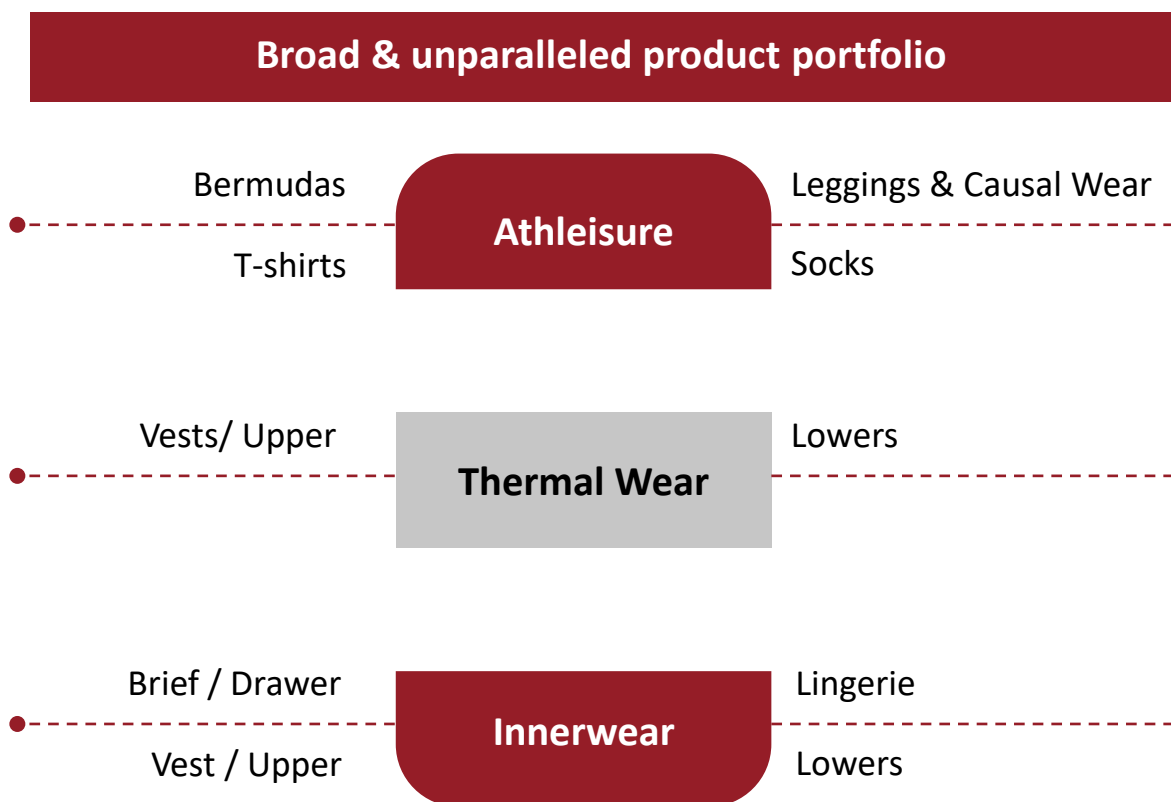 Broad & unparalleled product portfolio
Bermudas
Leggings & Causal Wear
Athleisure
T-shirts
Socks
Vests/ Upper
Lowers
Thermal Wear
Brief / Drawer
Lingerie
Innerwear
Vest / Upper
Lowers